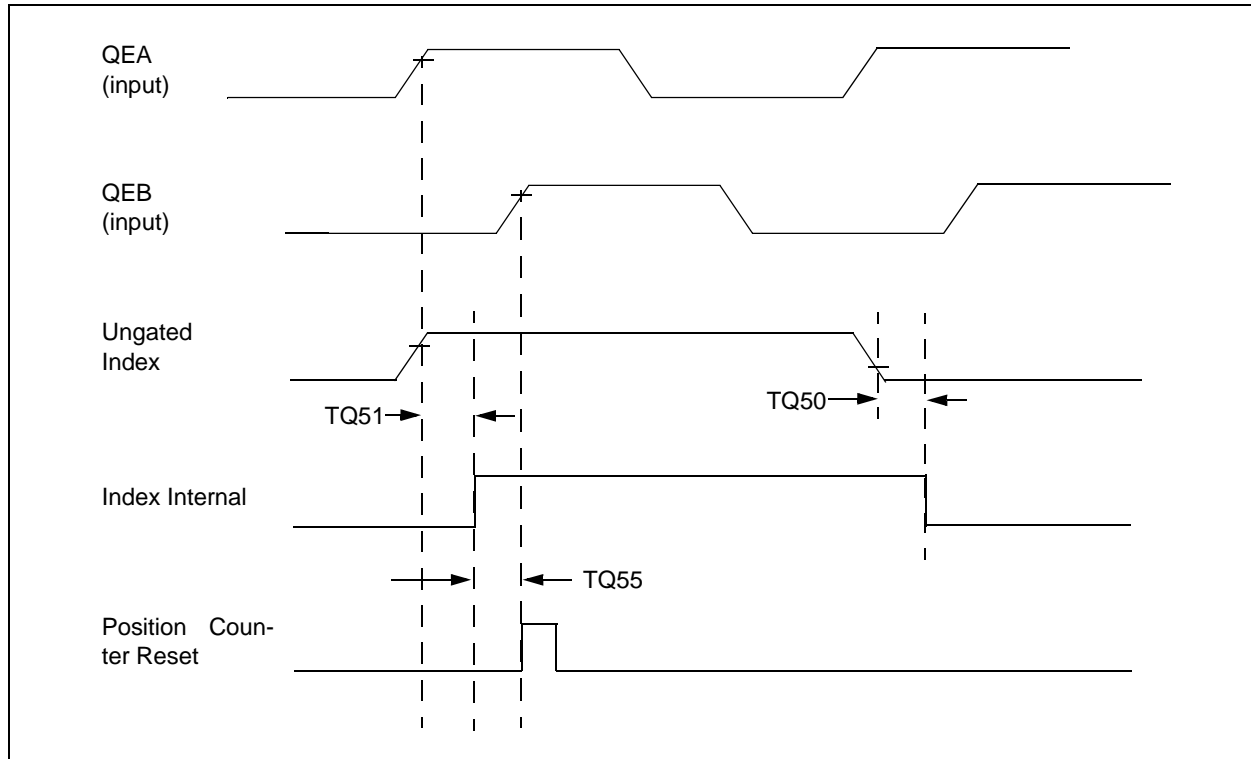 QEA
(input)
QEB
(input)
Ungated
Index
TQ51
TQ50
Index Internal
TQ55
Position Coun-
ter Reset